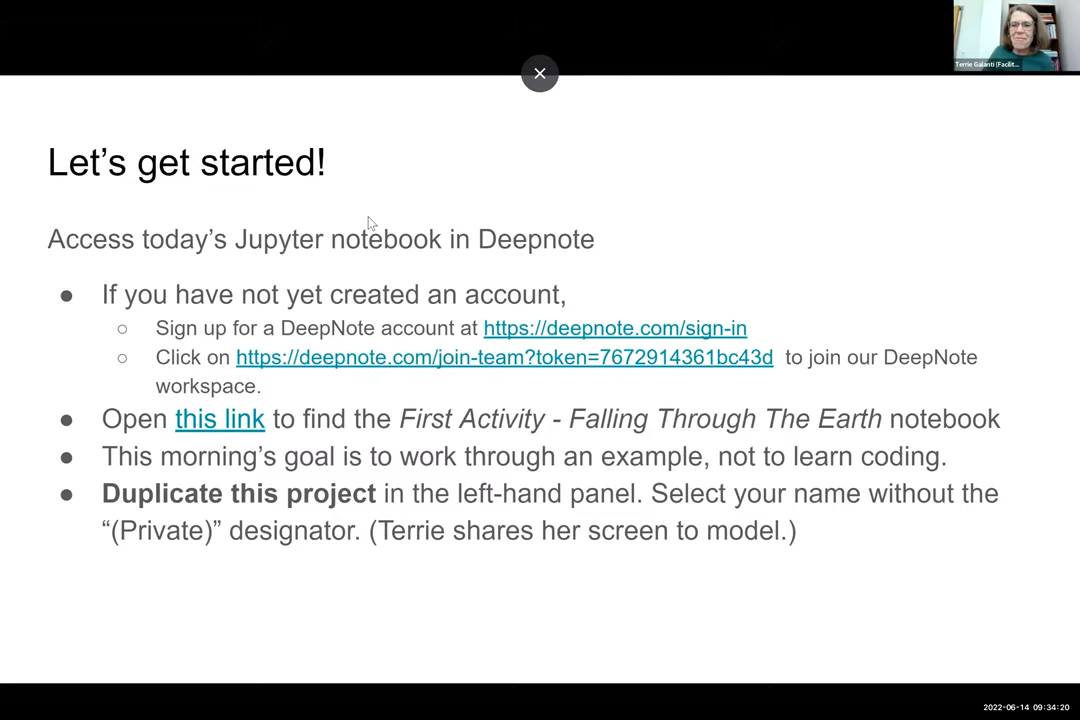 Terrie Galanti (Facilit...
Let’s get started!
Access today’s Jupyter notebook in Deepnote
● If you have not yet created an account,
○ Sign up for a DeepNote account at https://deepnote.com/sign-in
○ Click on https://deepnote.com/join-team?token=7672914361bc43d to join our DeepNote
workspace.
● Open this link to find the First Activity - Falling Through The Earth notebook
● This morning’s goal is to work through an example, not to learn coding.
● Duplicate this project in the left-hand panel. Select your name without the
“(Private)” designator. (Terrie shares her screen to model.)
2022-06-14 09:34:20